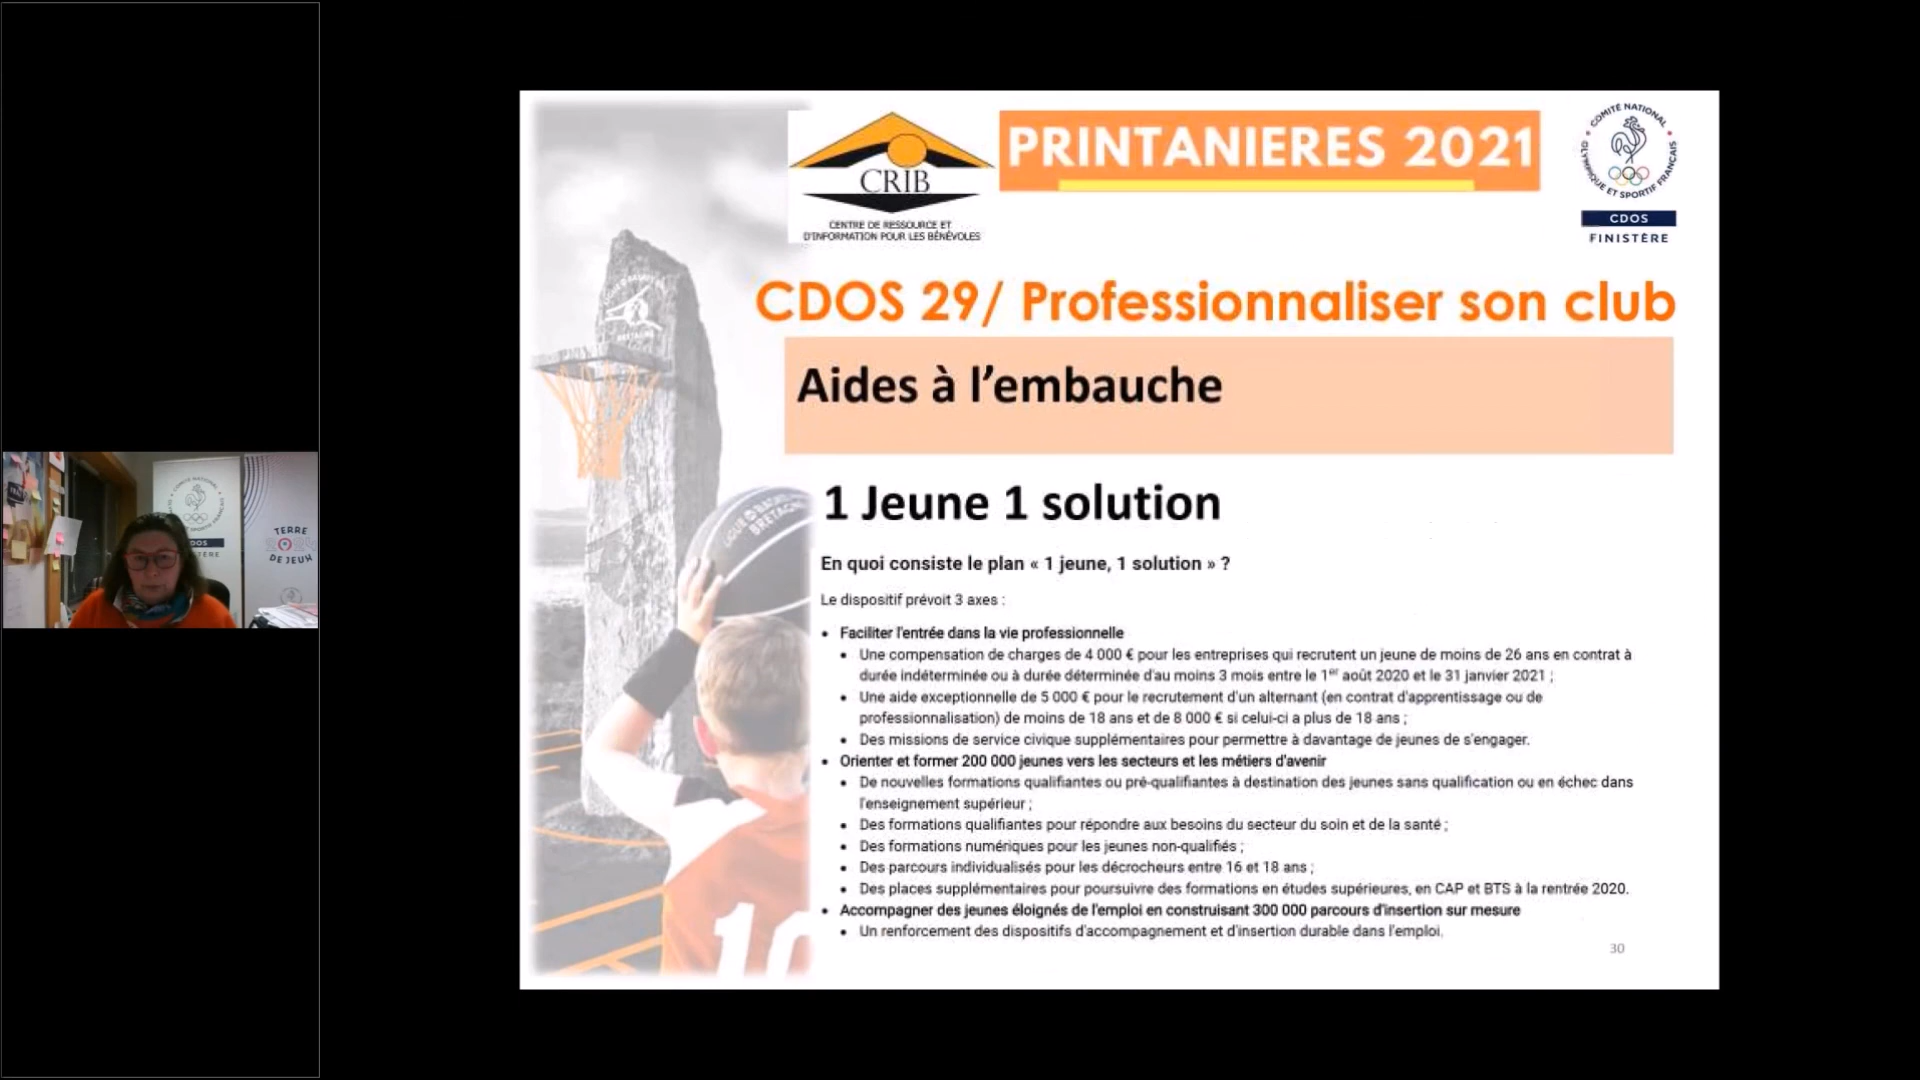 PRINTANIERES 2021
CRIB
CENTRE DE RESSOURCE ET
D'INFORMATION POUR LES BÉNÉVOLES
COMITÉ NATIONAL
OLYMPIQUE ET SPORTIF FRANÇAIS
CDOS
FINISTÈRE
CDOS 29/ Professionnaliser son club
Aides à l'embauche
1 Jeune 1 solution
En quoi consiste le plan « 1 jeune, 1 solution » ?
Le dispositif prévoit 3 axes :
• Faciliter l'entrée dans la vie professionnelle
• Une compensation de charges de 4 000 € pour les entreprises qui recrutent un jeune de moins de 26 ans en contrat à
durée indéterminée ou à durée déterminée d'au moins 3 mois entre le 1er août 2020 et le 31 janvier 2021 ;
• Une aide exceptionnelle de 5 000 € pour le recrutement d'un alternant (en contrat d'apprentissage ou de
professionnalisation) de moins de 18 ans et de 8 000 € si celui-ci a plus de 18 ans ;
• Des missions de service civique supplémentaires pour permettre à davantage de jeunes de s'engager.
• Orienter et former 200 000 jeunes vers les secteurs et les métiers d'avenir
• De nouvelles formations qualifiantes ou pré-qualifiantes à destination des jeunes sans qualification ou en échec dans
l'enseignement supérieur ;
• Des formations qualifiantes pour répondre aux besoins du secteur du soin et de la santé ;
• Des formations numériques pour les jeunes non-qualifiés ;
• Des parcours individualisés pour les décrocheurs entre 16 et 18 ans ;
• Des places supplémentaires pour poursuivre des formations en études supérieures, en CAP et BTS à la rentrée 2020.
• Accompagner des jeunes éloignés de l'emploi en construisant 300 000 parcours d'insertion sur mesure
• Un renforcement des dispositifs d'accompagnement et d'insertion durable dans l'emploi.
30
BRETAGNE
10
TERRE
2024
DE JEUX